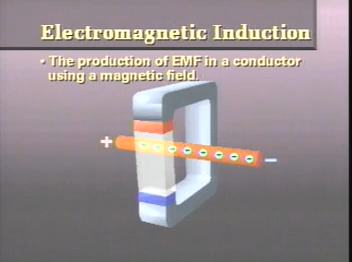 Electromagnetic Induction
• The production of EMF in a conductor
using a magnetic field.
+
−